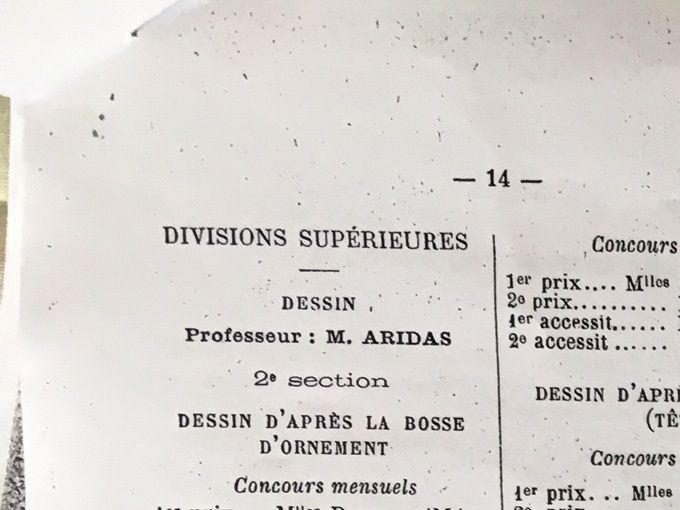 — 14 —
DIVISIONS SUPÉRIEURES
DESSIN
Professeur : M. ARIDAS
2e section
DESSIN D'APRÈS LA BOSSE
D'ORNEMENT
Concours mensuels
Concours
1er prix.... Mlles
2e prix..........
1er accessit......
2e accessit ......
DESSIN D'APR
(TÊ
Concours
1er prix... Mlles